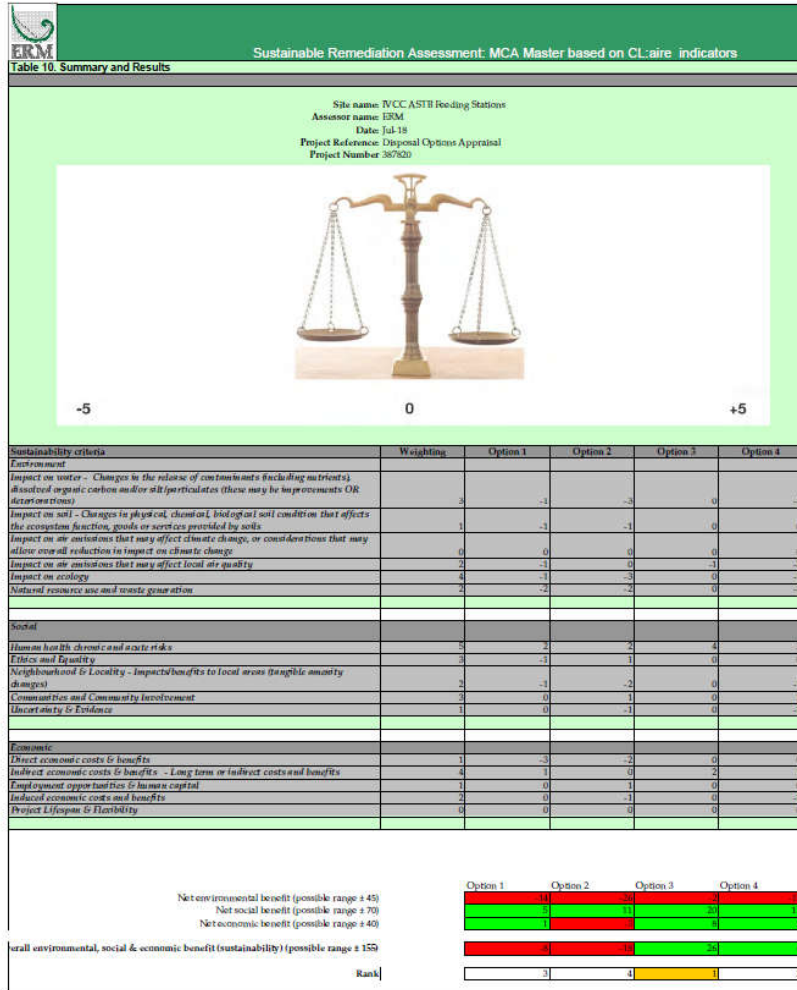 ERM
Sustainable Remediation Assessment: MCA Master based on CL:aire indicators
Table 10. Summary and Results
Site name: IVCC ATSB Feeding Stations
Assessor name: ERM
Date: Jul-18
Project Reference: Disposal Options Appraisal
Project Number 387820
-5 0 +5
Sustainability criteria Weighting Option 1 Option 2 Option 3 Option 4
Environment
Impact on water - Changes in the release of contaminants (including nutrients),
dissolved organic carbon and/or silt/particulates (these may be improvements OR
deteriorations) 3 -1 -3 0
Impact on soil - Changes in physical, chemical, biological soil condition that affects
the ecosystem function, goods or services provided by soils 1 -1 -1 0
Impact on air emissions that may affect climate change, or considerations that may
allow overall reduction in impact on climate change 0 0 0 0
Impact on air emissions that may affect local air quality 2 -1 0 -1
Impact on ecology 4 -1 -3 0
Natural resource use and waste generation 2 -2 -2 0
Social
Human health chronic and acute risks 5 2 2 4
Ethics and Equality 3 -1 1 0
Neighbourhood & Locality - Impacts/benefits to local areas (tangible amenity
changes) 2 -1 -2 0
Communities and Community Involvement 3 0 1 0
Uncertainty & Evidence 1 0 -1 0
Economic
Direct economic costs & benefits 1 -3 -2 0
Indirect economic costs & benefits - Long term or indirect costs and benefits 4 1 0 2
Employment opportunities & human capital 1 0 1 0
Induced economic costs and benefits 2 0 -1 0
Project Lifespan & Flexibility 0 0 0 0
Option 1 Option 2 Option 3 Option 4
Net environmental benefit (possible range ± 45) -14 -26 -2
Net social benefit (possible range ± 70) 5 11 20
Net economic benefit (possible range ± 40) 1 -3 8
erall environmental, social & economic benefit (sustainability) (possible range ± 155) -8 -18 26
Rank 3 4 1